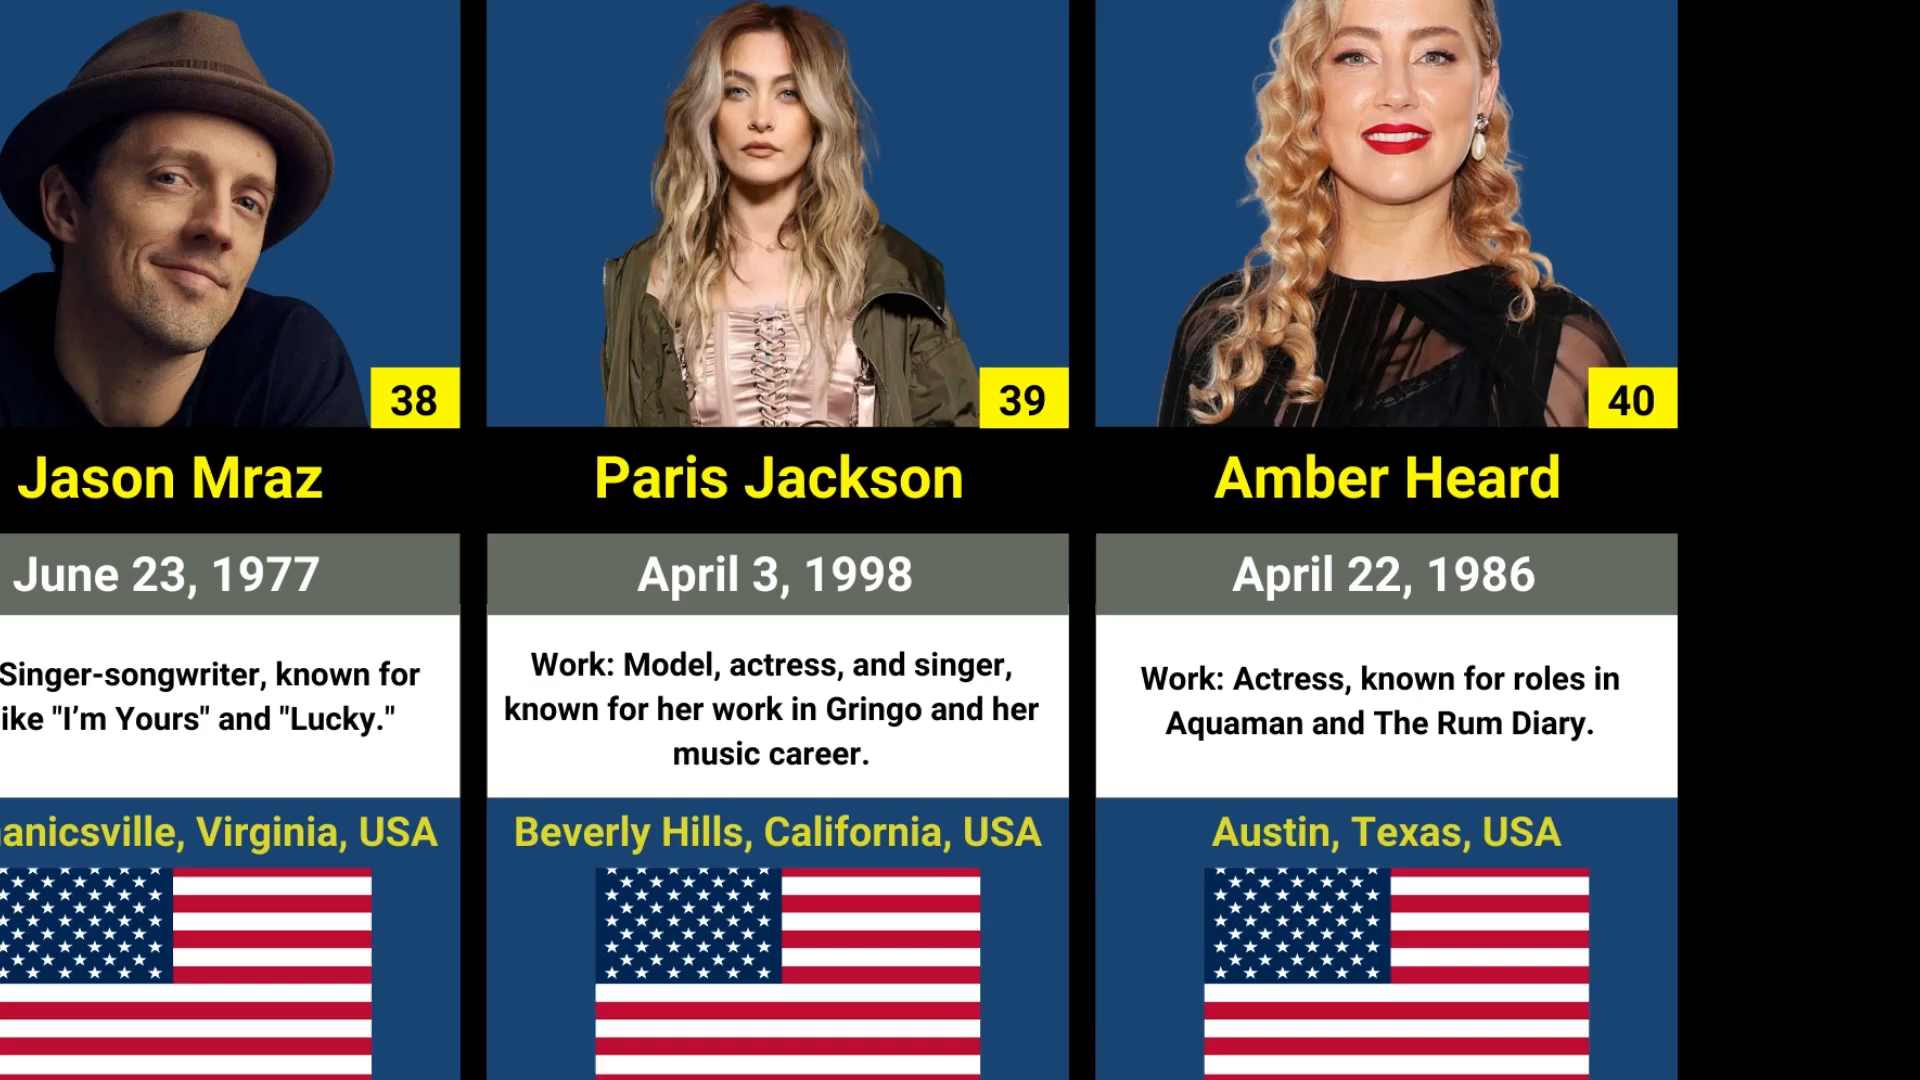 38
Jason Mraz
June 23, 1977
Singer-songwriter, known for
ike "I’m Yours" and "Lucky."
anicsville, Virginia, USA
39
Paris Jackson
April 3, 1998
Work: Model, actress, and singer,
known for her work in Gringo and her
music career.
Beverly Hills, California, USA
40
Amber Heard
April 22, 1986
Work: Actress, known for roles in
Aquaman and The Rum Diary.
Austin, Texas, USA